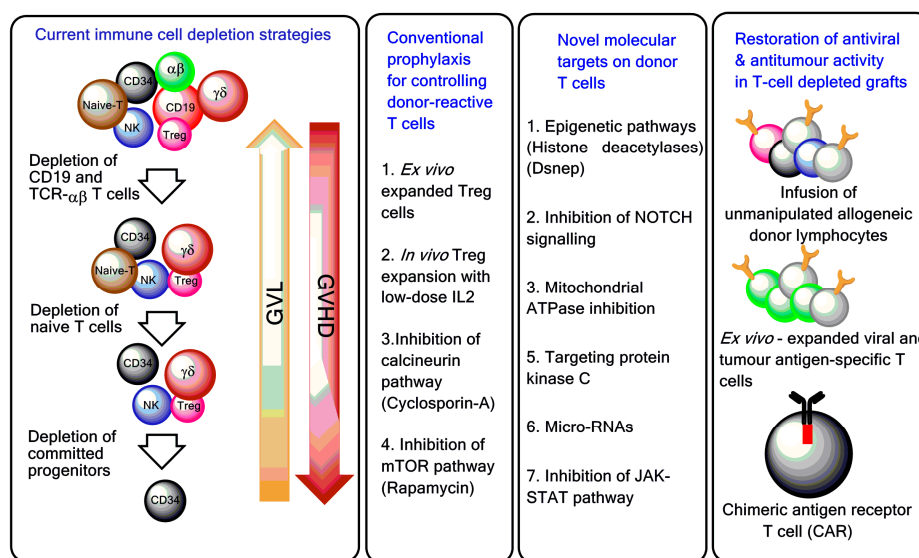 Current immune cell depletion strategies
αβ
CD34
γδ
Naive-T
CD19
NK
Treg
Depletion of
CD19 and
TCR-αβ T cells
CD34
γδ
Naive-T
NK
Treg
Depletion of
naive T cells
CD34
γδ
NK
Treg
Depletion of
committed
progenitors
CD34
GVL
GVHD
Conventional
prophylaxis
for controlling
donor-reactive
T cells
1. Ex vivo
expanded Treg
cells
2. In vivo Treg
expansion with
low-dose IL2
3.Inhibition of
calcineurin
pathway
(Cyclosporin-A)
4. Inhibition of
mTOR pathway
(Rapamycin)
Novel molecular
targets on donor
T cells
1. Epigenetic pathways
(Histone deacetylases)
(Dsnep)
2. Inhibition of NOTCH
signalling
3. Mitochondrial
ATPase inhibition
5. Targeting protein
kinase C
6. Micro-RNAs
7. Inhibition of JAK-
STAT pathway
Restoration of antiviral
& antitumour activity
in T-cell depleted grafts
Infusion of
unmanipulated allogeneic
donor lymphocytes
Ex vivo - expanded viral and
tumour antigen-specific T
cells
Chimeric antigen receptor
T cell (CAR)